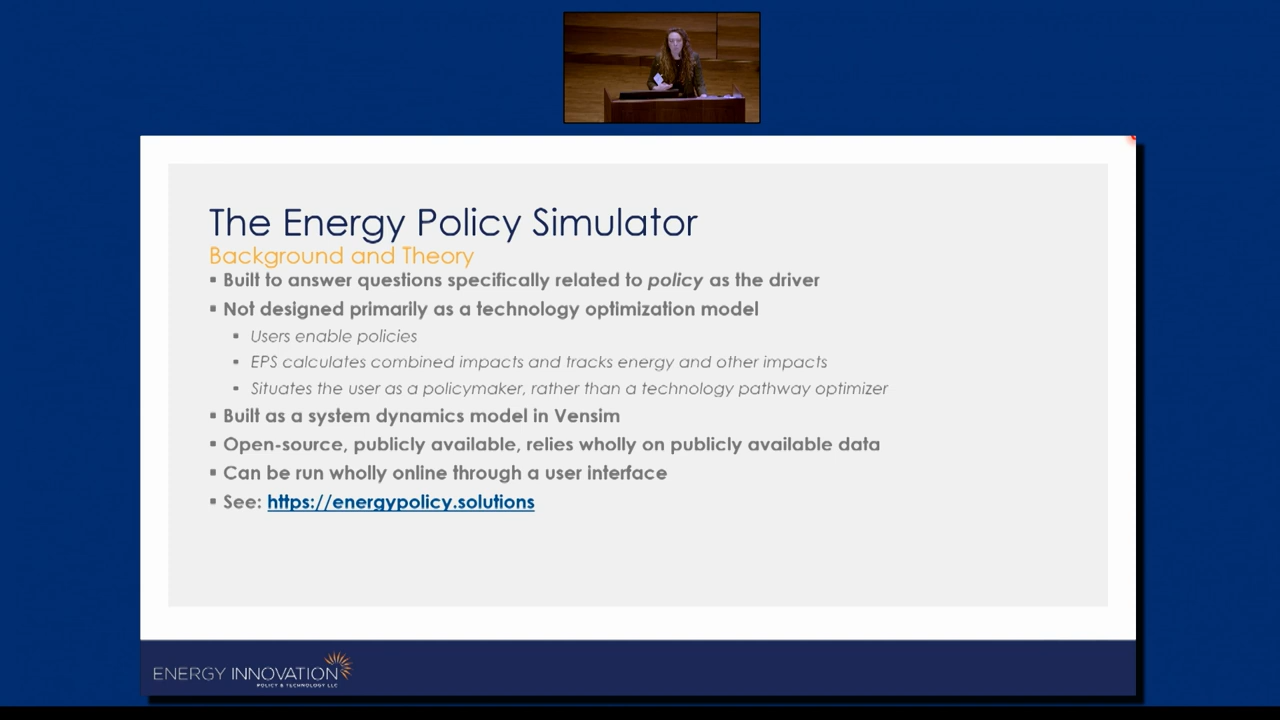 The Energy Policy Simulator
Background and Theory
▪ Built to answer questions specifically related to policy as the driver
▪ Not designed primarily as a technology optimization model
▪ Users enable policies
▪ EPS calculates combined impacts and tracks energy and other impacts
▪ Situates the user as a policymaker, rather than a technology pathway optimizer
▪ Built as a system dynamics model in Vensim
▪ Open-source, publicly available, relies wholly on publicly available data
▪ Can be run wholly online through a user interface
▪ See: https://energypolicy.solutions
ENERGY INNOVATION
POLICY & TECHNOLOGY LLC